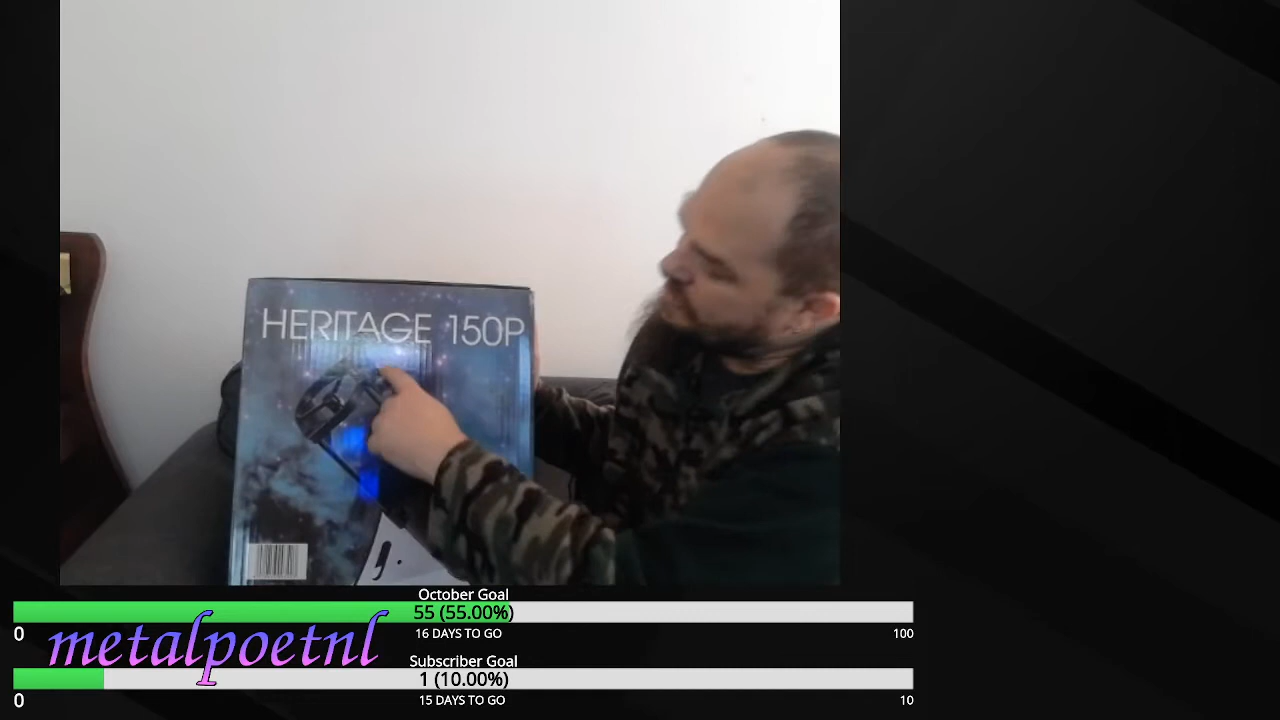 HERITAGE 150P
October Goal
55 (55.00%)
0
16 DAYS TO GO
100
metalpoetnl
Subscriber Goal
1 (10.00%)
0
15 DAYS TO GO
10